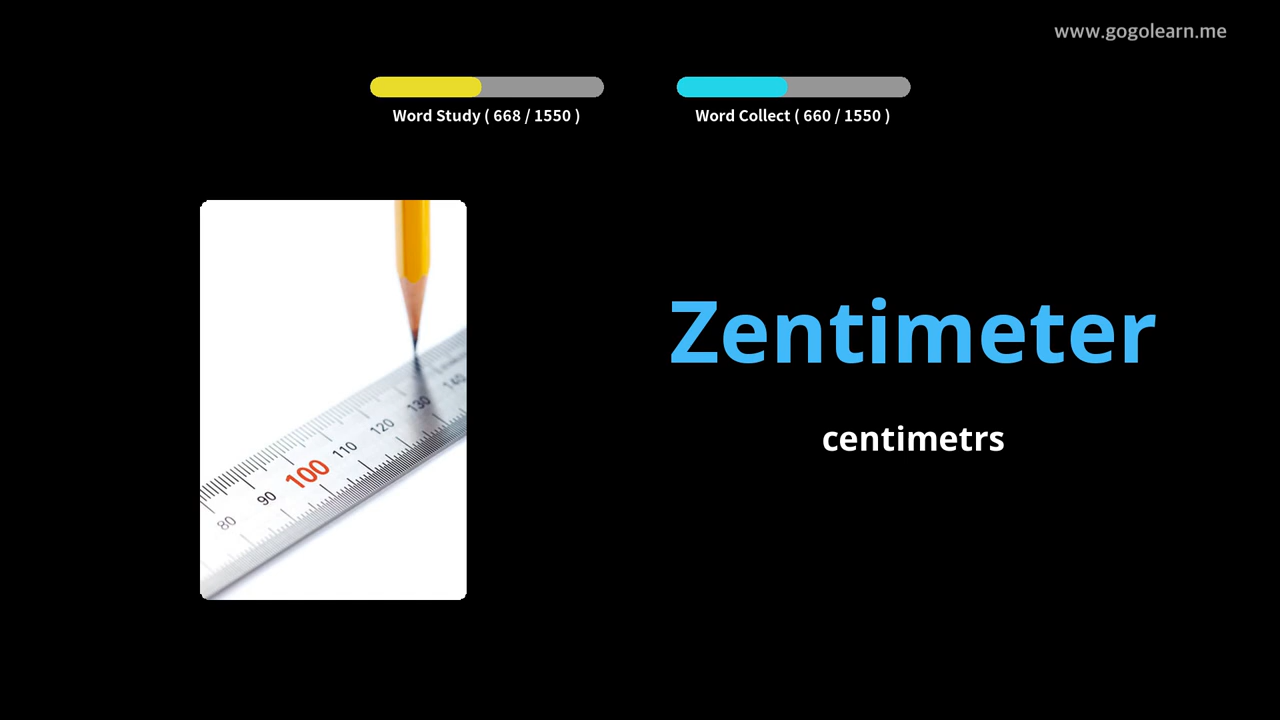 www.gogolearn.me
Word Study ( 668 / 1550 )
Word Collect ( 660 / 1550 )
Zentimeter
centimetrs
80
90
100
110
120
130
140